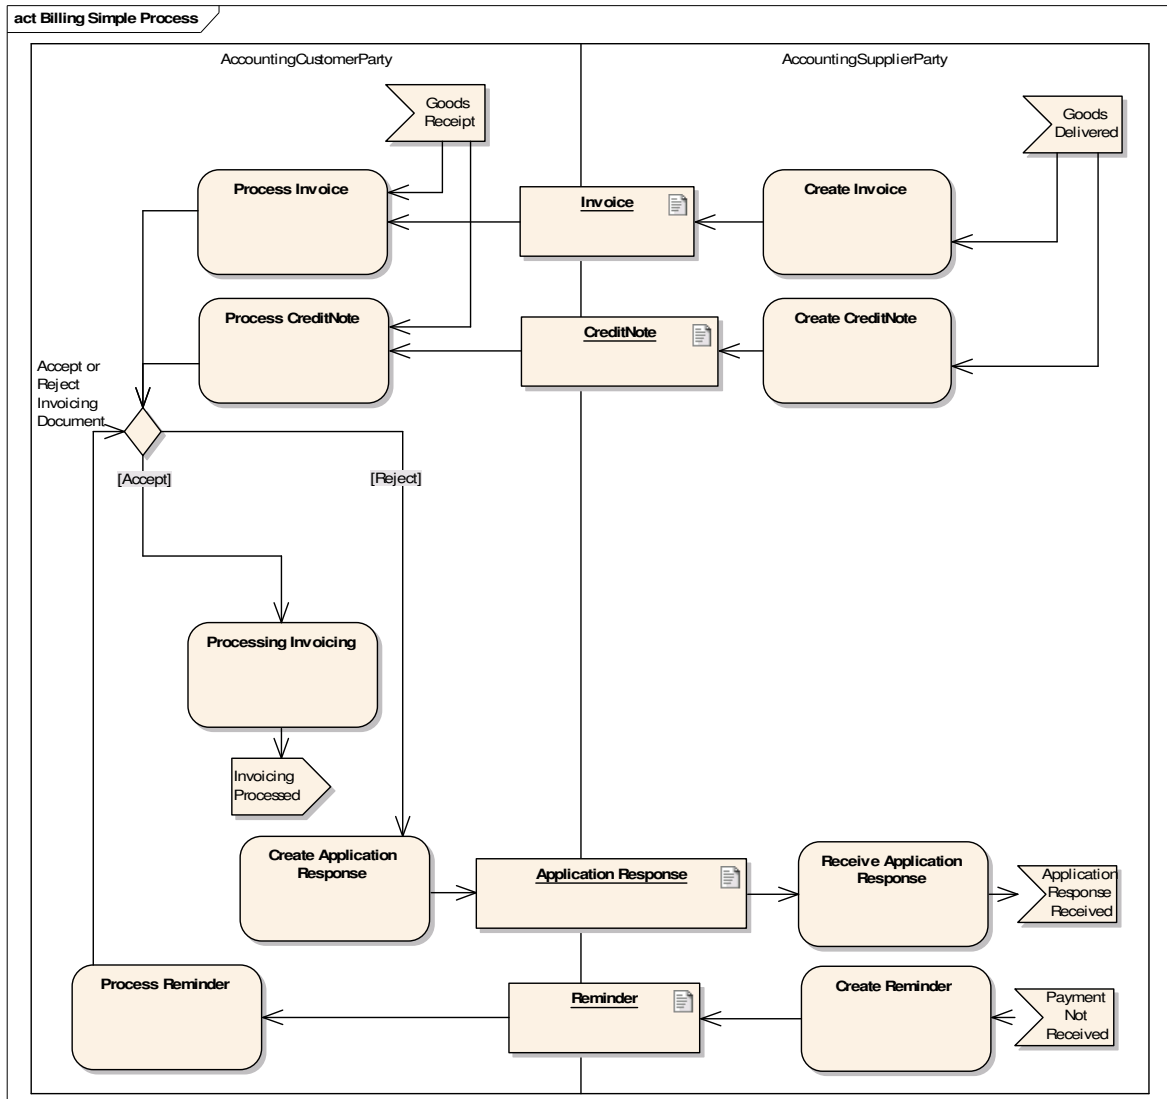 act Billing Simple Process
AccountingCustomerParty
AccountingSupplierParty
Goods
Receipt
Goods
Delivered
Process Invoice
Invoice
Create Invoice
Process CreditNote
CreditNote
Create CreditNote
Accept or
Reject
Invoicing
Document
[Accept]
[Reject]
Processing Invoicing
Invoicing
Processed
Create Application
Response
Application Response
Receive Application
Response
Application
Response
Received
Process Reminder
Reminder
Create Reminder
Payment
Not
Received